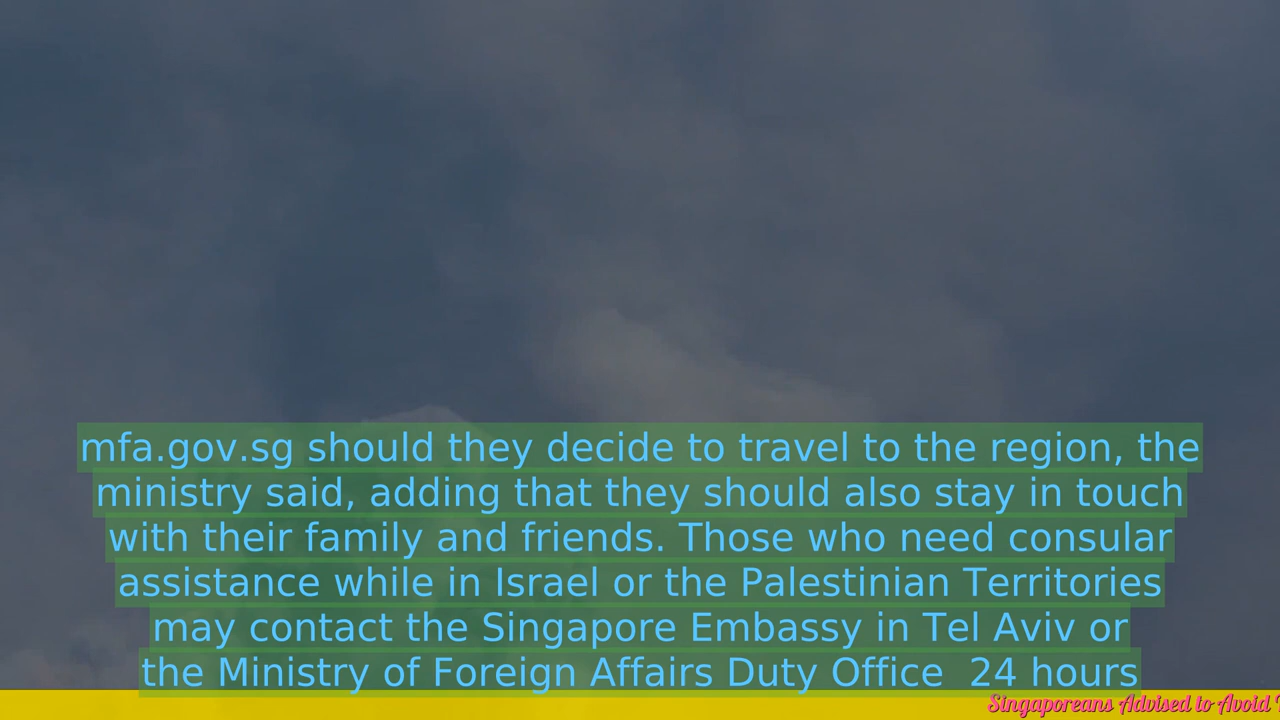 mfa.gov.sg should they decide to travel to the region, the
ministry said, adding that they should also stay in touch
with their family and friends. Those who need consular
assistance while in Israel or the Palestinian Territories
may contact the Singapore Embassy in Tel Aviv or
the Ministry of Foreign Affairs Duty Office  24 hours
Singaporeans Advised to Avoid